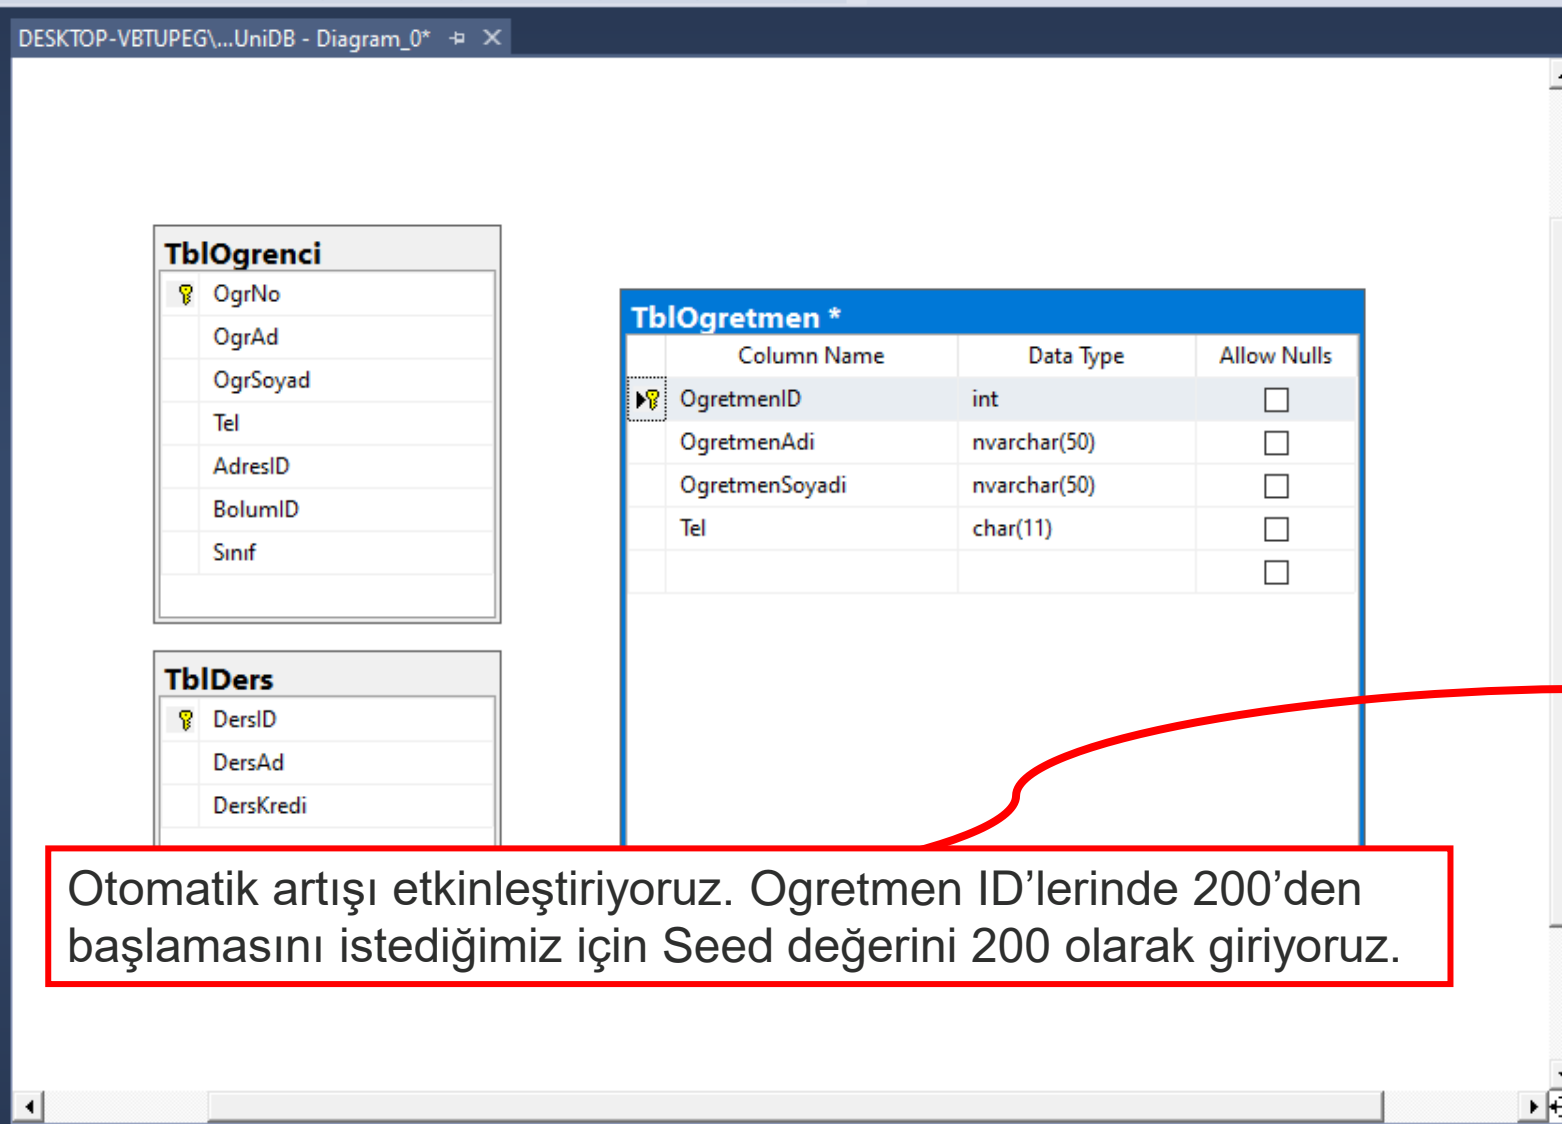 DESKTOP-VBTUPEG\...UniDB - Diagram_0*
TblOgrenci
OgrNo
OgrAd
OgrSoyad
Tel
AdresID
BolumID
Sınıf
TblDers
DersID
DersAd
DersKredi
TblOgretmen *
Column Name Data Type Allow Nulls
OgretmenID int
OgretmenAdi nvarchar(50)
OgretmenSoyadi nvarchar(50)
Tel char(11)
Otomatik artışı etkinleştiriyoruz. Ogretmen ID’lerinde 200’den
başlamasını istediğimiz için Seed değerini 200 olarak giriyoruz.